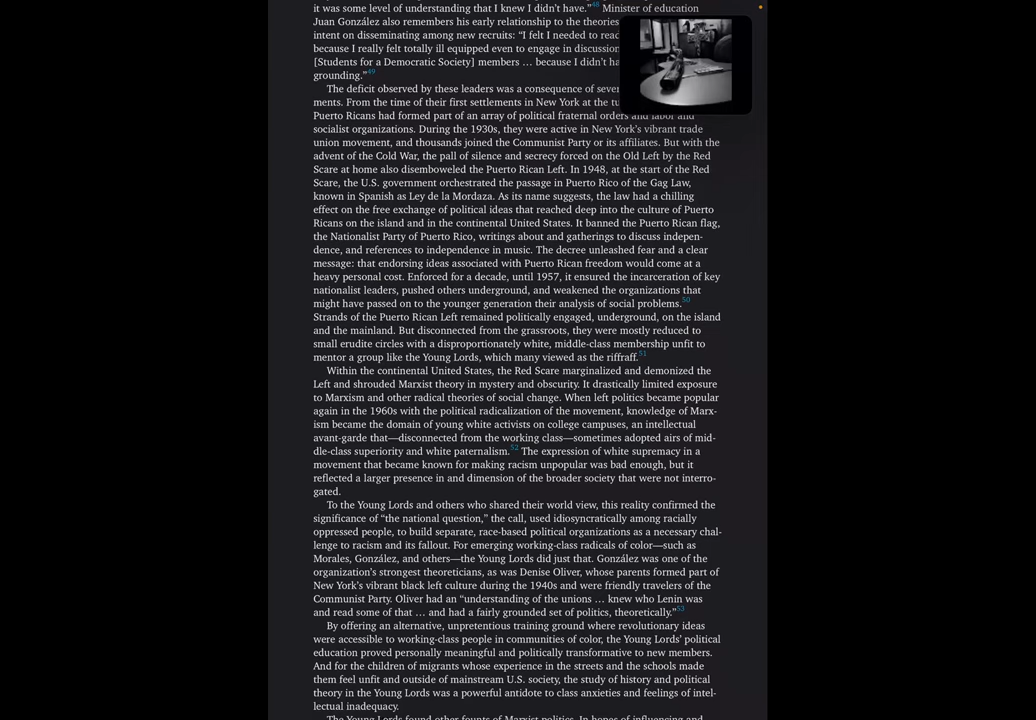 it was some level of understanding that I knew I didn't have."48 Minister of education
Juan González also remembers his early relationship to the theories
intent on disseminating among new recruits: "I felt I needed to read
because I really felt totally ill equipped even to engage in discussion
[Students for a Democratic Society] members … because I didn't ha
grounding."49
The deficit observed by these leaders was a consequence of sever
ments. From the time of their first settlements in New York at the tu
Puerto Ricans had formed part of an array of political fraternal orders and labor and
socialist organizations. During the 1930s, they were active in New York's vibrant trade
union movement, and thousands joined the Communist Party or its affiliates. But with the
advent of the Cold War, the pall of silence and secrecy forced on the Old Left by the Red
Scare at home also disemboweled the Puerto Rican Left. In 1948, at the start of the Red
Scare, the U.S. government orchestrated the passage in Puerto Rico of the Gag Law,
known in Spanish as Ley de la Mordaza. As its name suggests, the law had a chilling
effect on the free exchange of political ideas that reached deep into the culture of Puerto
Ricans on the island and in the continental United States. It banned the Puerto Rican flag,
the Nationalist Party of Puerto Rico, writings about and gatherings to discuss indepen-
dence, and references to independence in music. The decree unleashed fear and a clear
message: that endorsing ideas associated with Puerto Rican freedom would come at a
heavy personal cost. Enforced for a decade, until 1957, it ensured the incarceration of key
nationalist leaders, pushed others underground, and weakened the organizations that
might have passed on to the younger generation their analysis of social problems.50
Strands of the Puerto Rican Left remained politically engaged, underground, on the island
and the mainland. But disconnected from the grassroots, they were mostly reduced to
small erudite circles with a disproportionately white, middle-class membership unfit to
mentor a group like the Young Lords, which many viewed as the riffraff.51
Within the continental United States, the Red Scare marginalized and demonized the
Left and shrouded Marxist theory in mystery and obscurity. It drastically limited exposure
to Marxism and other radical theories of social change. When left politics became popular
again in the 1960s with the political radicalization of the movement, knowledge of Marx-
ism became the domain of young white activists on college campuses, an intellectual
avant-garde that—disconnected from the working class—sometimes adopted airs of mid-
dle-class superiority and white paternalism.52 The expression of white supremacy in a
movement that became known for making racism unpopular was bad enough, but it
reflected a larger presence in and dimension of the broader society that were not interro-
gated.
To the Young Lords and others who shared their world view, this reality confirmed the
significance of "the national question," the call, used idiosyncratically among racially
oppressed people, to build separate, race-based political organizations as a necessary chal-
lenge to racism and its fallout. For emerging working-class radicals of color—such as
Morales, González, and others—the Young Lords did just that. González was one of the
organization's strongest theoreticians, as was Denise Oliver, whose parents formed part of
New York's vibrant black left culture during the 1940s and were friendly travelers of the
Communist Party. Oliver had an "understanding of the unions … knew who Lenin was
and read some of that … and had a fairly grounded set of politics, theoretically."53
By offering an alternative, unpretentious training ground where revolutionary ideas
were accessible to working-class people in communities of color, the Young Lords' political
education proved personally meaningful and politically transformative to new members.
And for the children of migrants whose experience in the streets and the schools made
them feel unfit and outside of mainstream U.S. society, the study of history and political
theory in the Young Lords was a powerful antidote to class anxieties and feelings of intel-
lectual inadequacy.
The Young Lords found other founts of Marxist politics. In hopes of influencing and